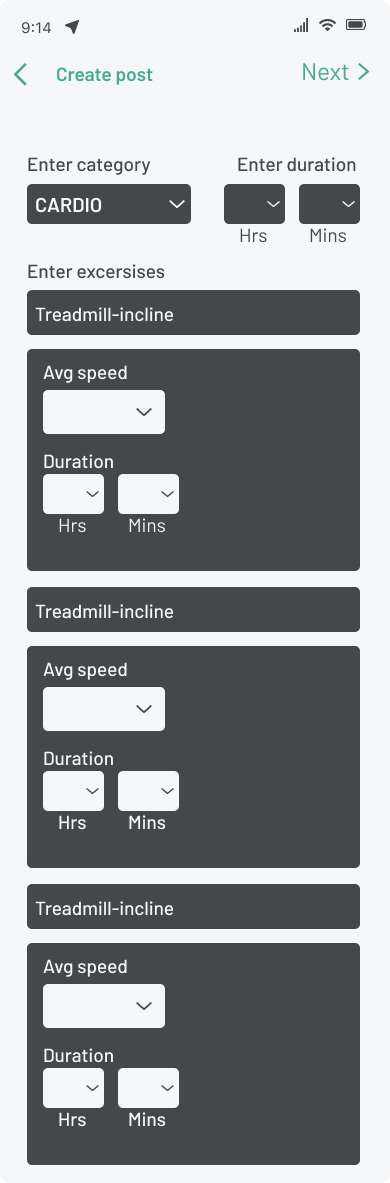 9:14
Create post
Next
Enter category
Enter duration
CARDIO
Hrs
Mins
Enter excersises
Treadmill-incline
Avg speed
Duration
Hrs
Mins
Treadmill-incline
Avg speed
Duration
Hrs
Mins
Treadmill-incline
Avg speed
Duration
Hrs
Mins